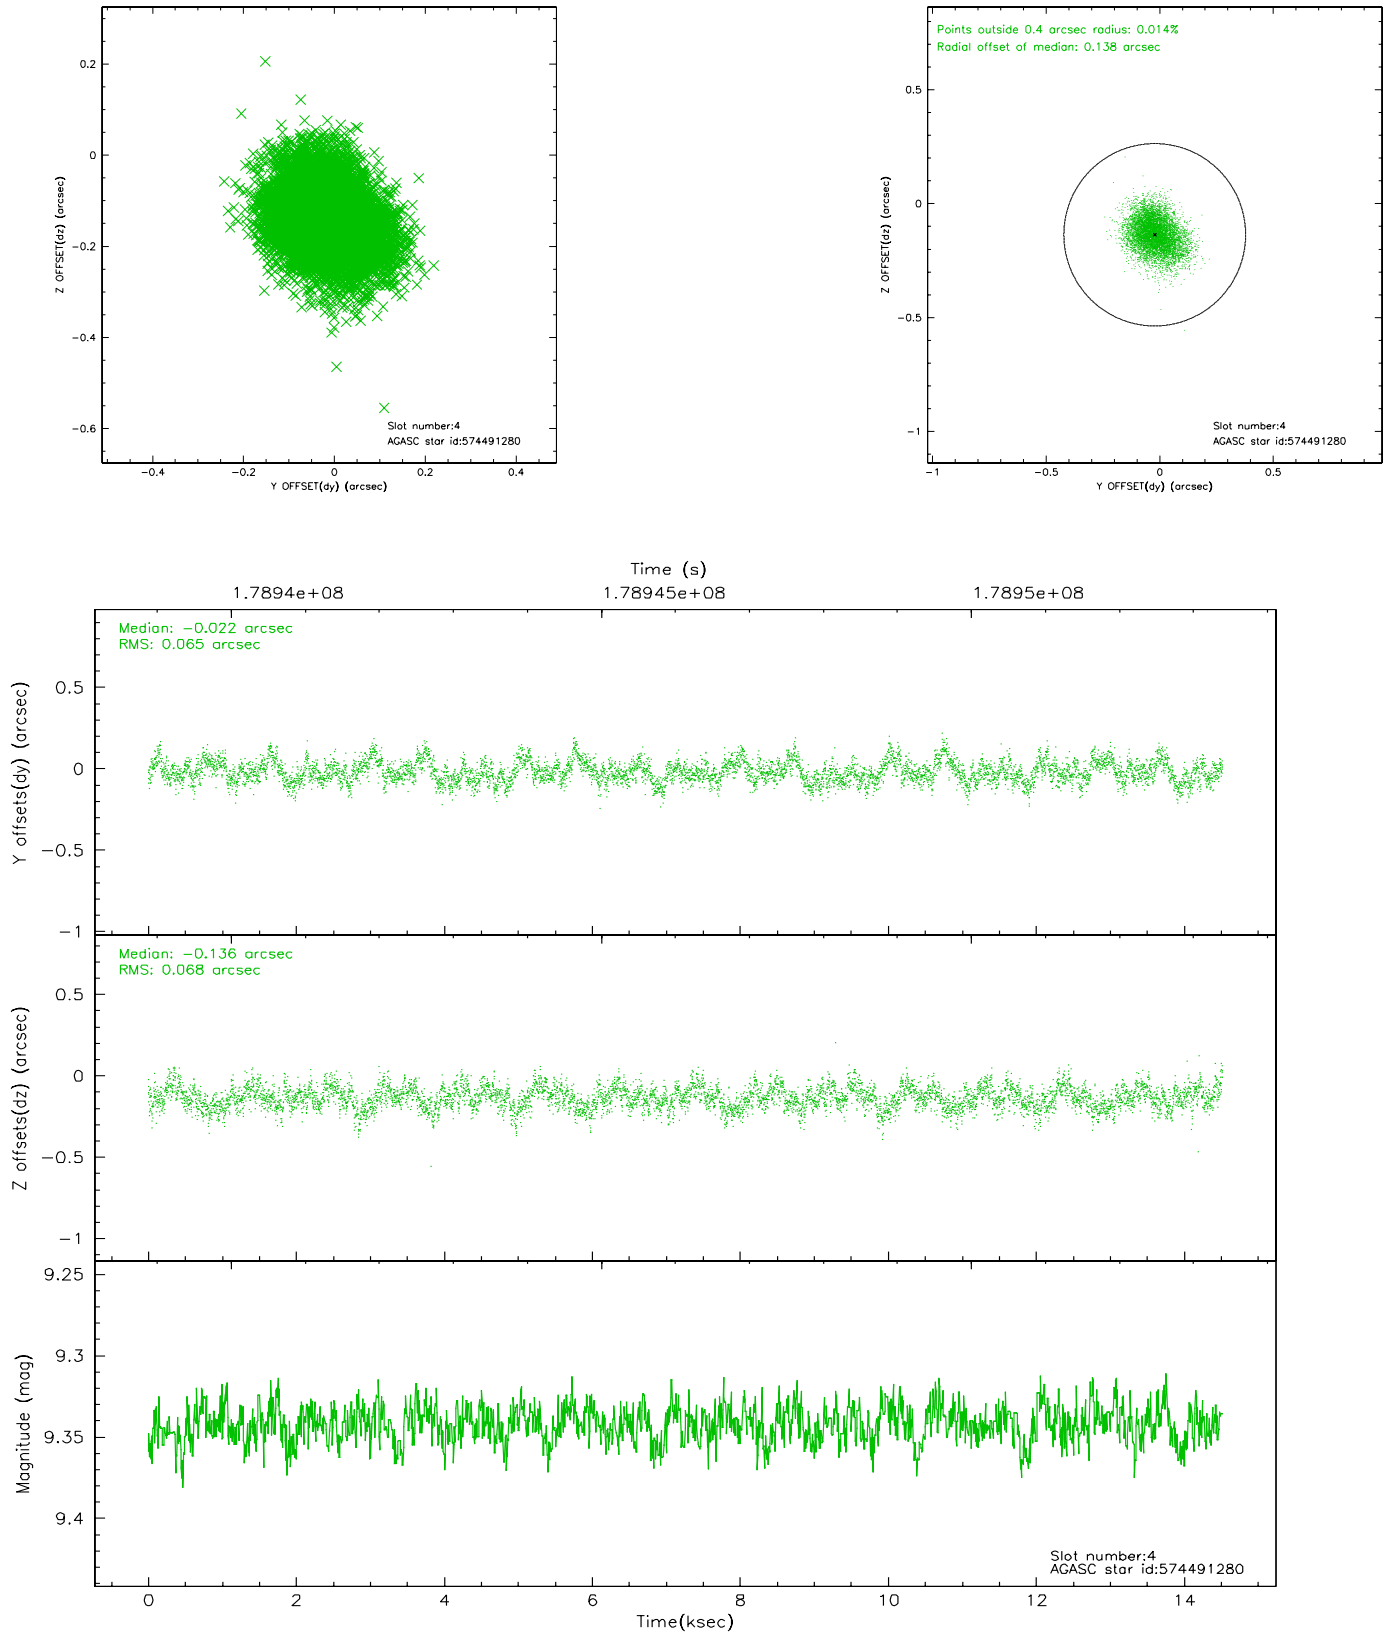 0.2
0
−0.2
−0.4
−0.6
Z OFFSET(dz) (arcsec)
Slot number:4
AGASC star id:574491280
−0.4 −0.2 0 0.2 0.4
Y OFFSET(dy) (arcsec)
Points outside 0.4 arcsec radius: 0.014%
Radial offset of median: 0.138 arcsec
0.5
0
−0.5
−1
Z OFFSET(dz) (arcsec)
Slot number:4
AGASC star id:574491280
−1 −0.5 0 0.5
Y OFFSET(dy) (arcsec)
Time (s)
1.7894e+08 1.78945e+08 1.7895e+08
Median: −0.022 arcsec
RMS: 0.065 arcsec
0.5
0
−0.5
−1
Y offsets(dy) (arcsec)
Median: −0.136 arcsec
RMS: 0.068 arcsec
0.5
0
−0.5
−1
Z offsets(dz) (arcsec)
9.25
9.3
9.35
9.4
Magnitude (mag)
Slot number:4
AGASC star id:574491280
0 2 4 6 8 10 12 14
Time(ksec)